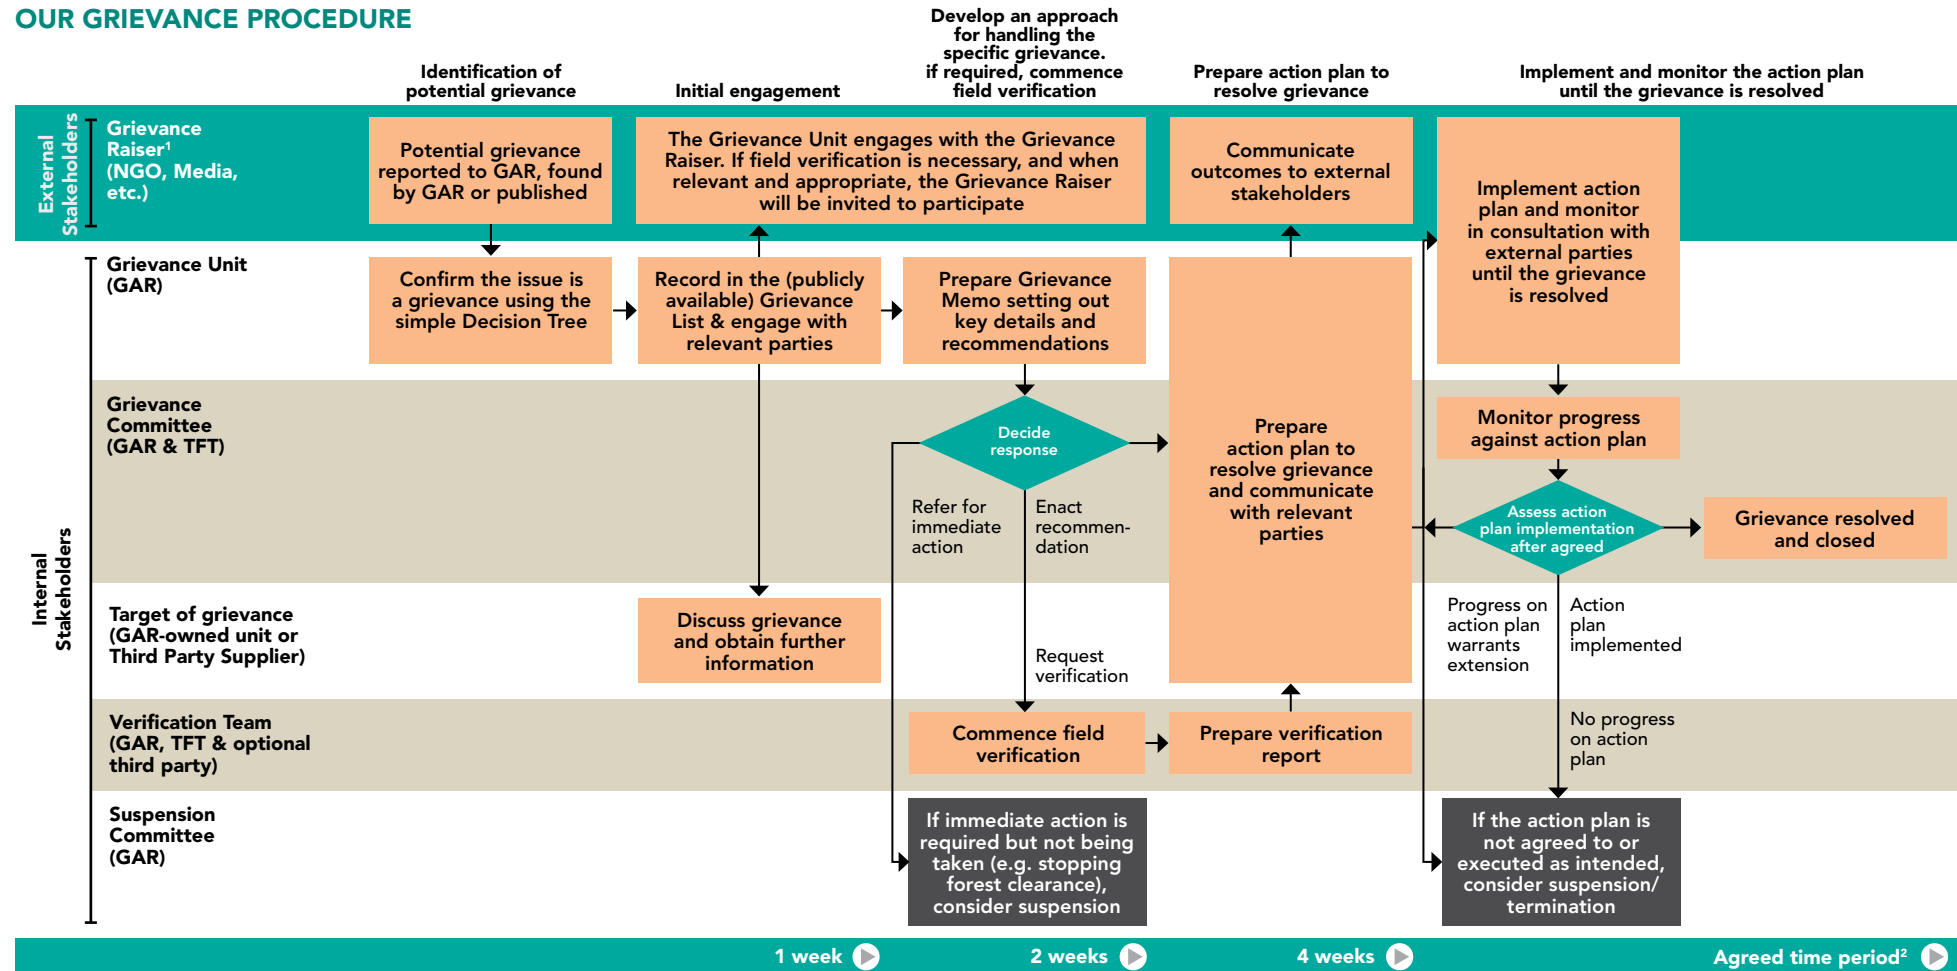 OUR GRIEVANCE PROCEDURE
Identification of
potential grievance
Initial engagement
Develop an approach
for handling the
specific grievance.
if required, commence
field verification
Prepare action plan to
resolve grievance
Implement and monitor the action plan
until the grievance is resolved
External
Stakeholders
Grievance
Raiser¹
(NGO, Media,
etc.)
Potential grievance
reported to GAR, found
by GAR or published
The Grievance Unit engages with the Grievance
Raiser. If field verification is necessary, and when
relevant and appropriate, the Grievance Raiser
will be invited to participate
Communicate
outcomes to external
stakeholders
Implement action
plan and monitor
in consultation with
external parties
until the grievance
is resolved
Internal
Stakeholders
Grievance Unit
(GAR)
Confirm the issue is
a grievance using the
simple Decision Tree
Record in the (publicly
available) Grievance
List & engage with
relevant parties
Prepare Grievance
Memo setting out
key details and
recommendations
Grievance
Committee
(GAR & TFT)
Decide
response
Refer for
immediate
action
Enact
recommen-
dation
Prepare
action plan to
resolve grievance
and communicate
with relevant
parties
Monitor progress
against action plan
Assess action
plan implementation
after agreed
Grievance resolved
and closed
Target of grievance
(GAR-owned unit or
Third Party Supplier)
Discuss grievance
and obtain further
information
Request
verification
Progress on
action plan
warrants
extension
Action
plan
implemented
Verification Team
(GAR, TFT & optional
third party)
Commence field
verification
Prepare verification
report
No progress
on action
plan
Suspension
Committee
(GAR)
If immediate action is
required but not being
taken (e.g. stopping
forest clearance),
consider suspension
If the action plan is
not agreed to or
executed as intended,
consider suspension/
termination
1 week
2 weeks
4 weeks
Agreed time period²